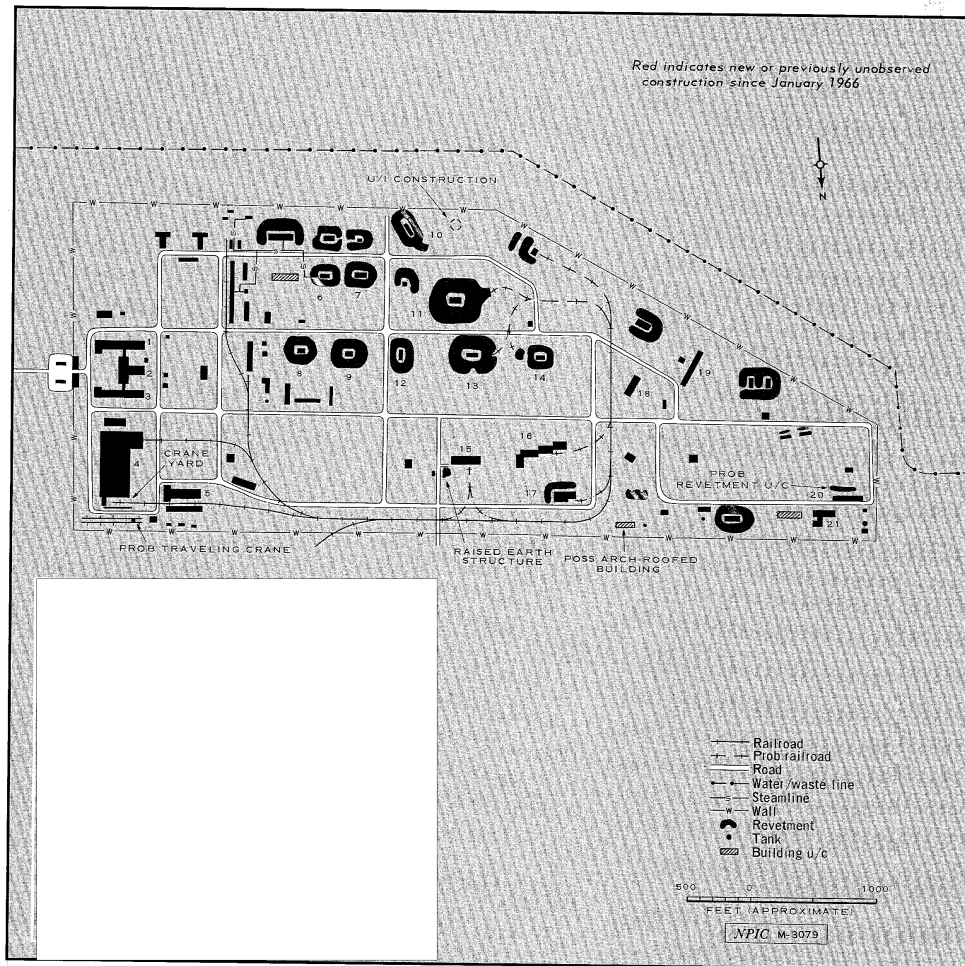 Red indicates new or previously unobserved
construction since January 1966
N
U/I CONSTRUCTION
10
6
7
11
1
2
3
8
9
12
13
14
18
19
CRANE
YARD
4
5
15
16
17
PROB
REVETMENT U/C
20
21
PROB TRAVELING CRANE
RAISED EARTH
STRUCTURE
POSS ARCH-ROOFED
BUILDING
Railroad
Prob railroad
Road
Water/waste line
S Steamline
W Wall
Revetment
Tank
Building u/c
500 0 1000
FEET (APPROXIMATE)
NPIC M-3079